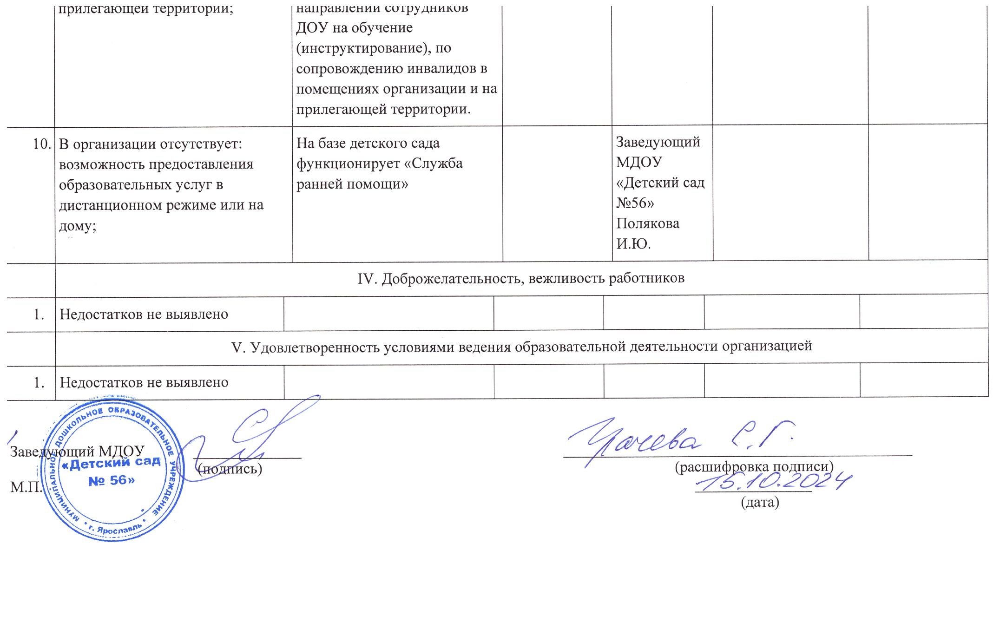 прилегающей территории;
направлении сотрудников
ДОУ на обучение
(инструктирование), по
сопровождению инвалидов в
помещениях организации и на
прилегающей территории.
10.
В организации отсутствует:
возможность предоставления
образовательных услуг в
дистанционном режиме или на
дому;
На базе детского сада
функционирует «Служба
ранней помощи»
Заведующий
МДОУ
«Детский сад
№56»
Полякова
И.Ю.
IV. Доброжелательность, вежливость работников
1. Недостатков не выявлено
V. Удовлетворенность условиями ведения образовательной деятельности организацией
1. Недостатков не выявлено
Заведующий МДОУ
(подпись)
С.Г.
(расшифровка подписи)
М.П.
15.10.2024
(дата)
МУНИЦИПАЛЬНОЕ ДОШКОЛЬНОЕ ОБРАЗОВАТЕЛЬНОЕ УЧРЕЖДЕНИЕ
«Детский сад
№ 56»
* г. Ярославль *